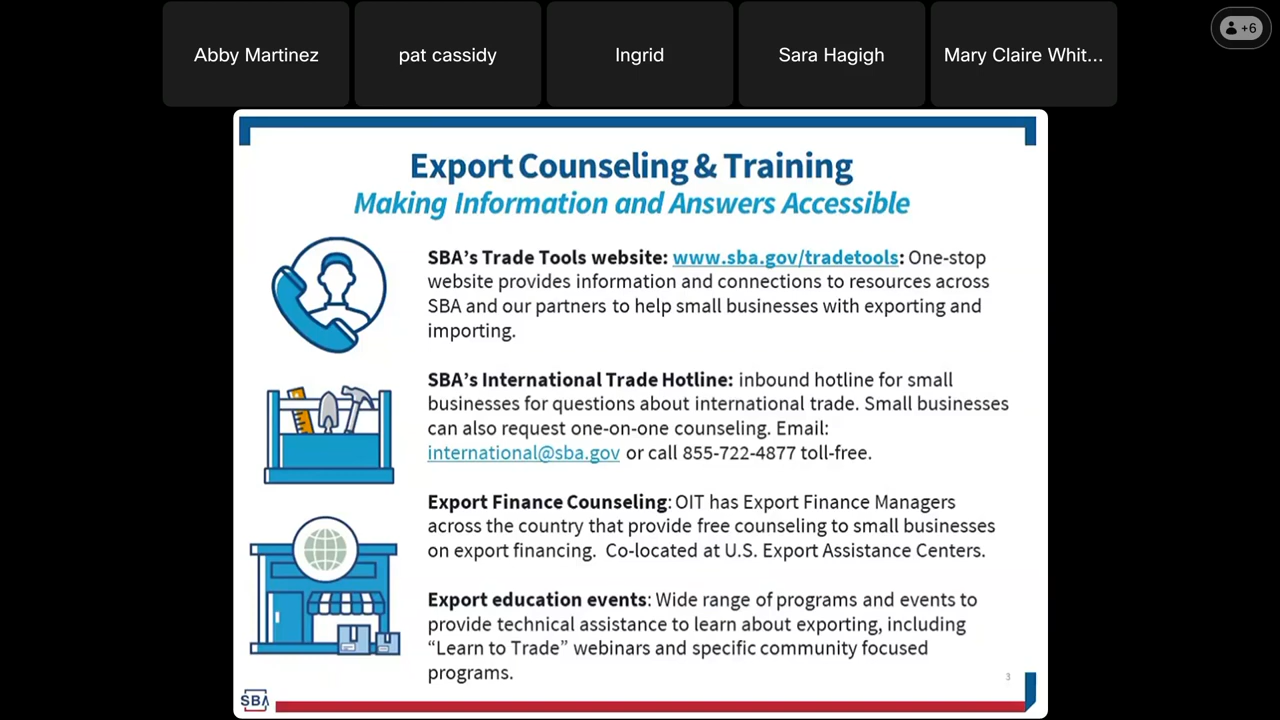 Abby Martinez
pat cassidy
Ingrid
Sara Hagigh
Mary Claire Whit...
+6
Export Counseling & Training
Making Information and Answers Accessible
SBA’s Trade Tools website: www.sba.gov/tradetools: One-stop
website provides information and connections to resources across
SBA and our partners to help small businesses with exporting and
importing.
SBA’s International Trade Hotline: inbound hotline for small
businesses for questions about international trade. Small businesses
can also request one-on-one counseling. Email:
international@sba.gov or call 855-722-4877 toll-free.
Export Finance Counseling: OIT has Export Finance Managers
across the country that provide free counseling to small businesses
on export financing.  Co-located at U.S. Export Assistance Centers.
Export education events: Wide range of programs and events to
provide technical assistance to learn about exporting, including
“Learn to Trade” webinars and specific community focused
programs.
3
SBA